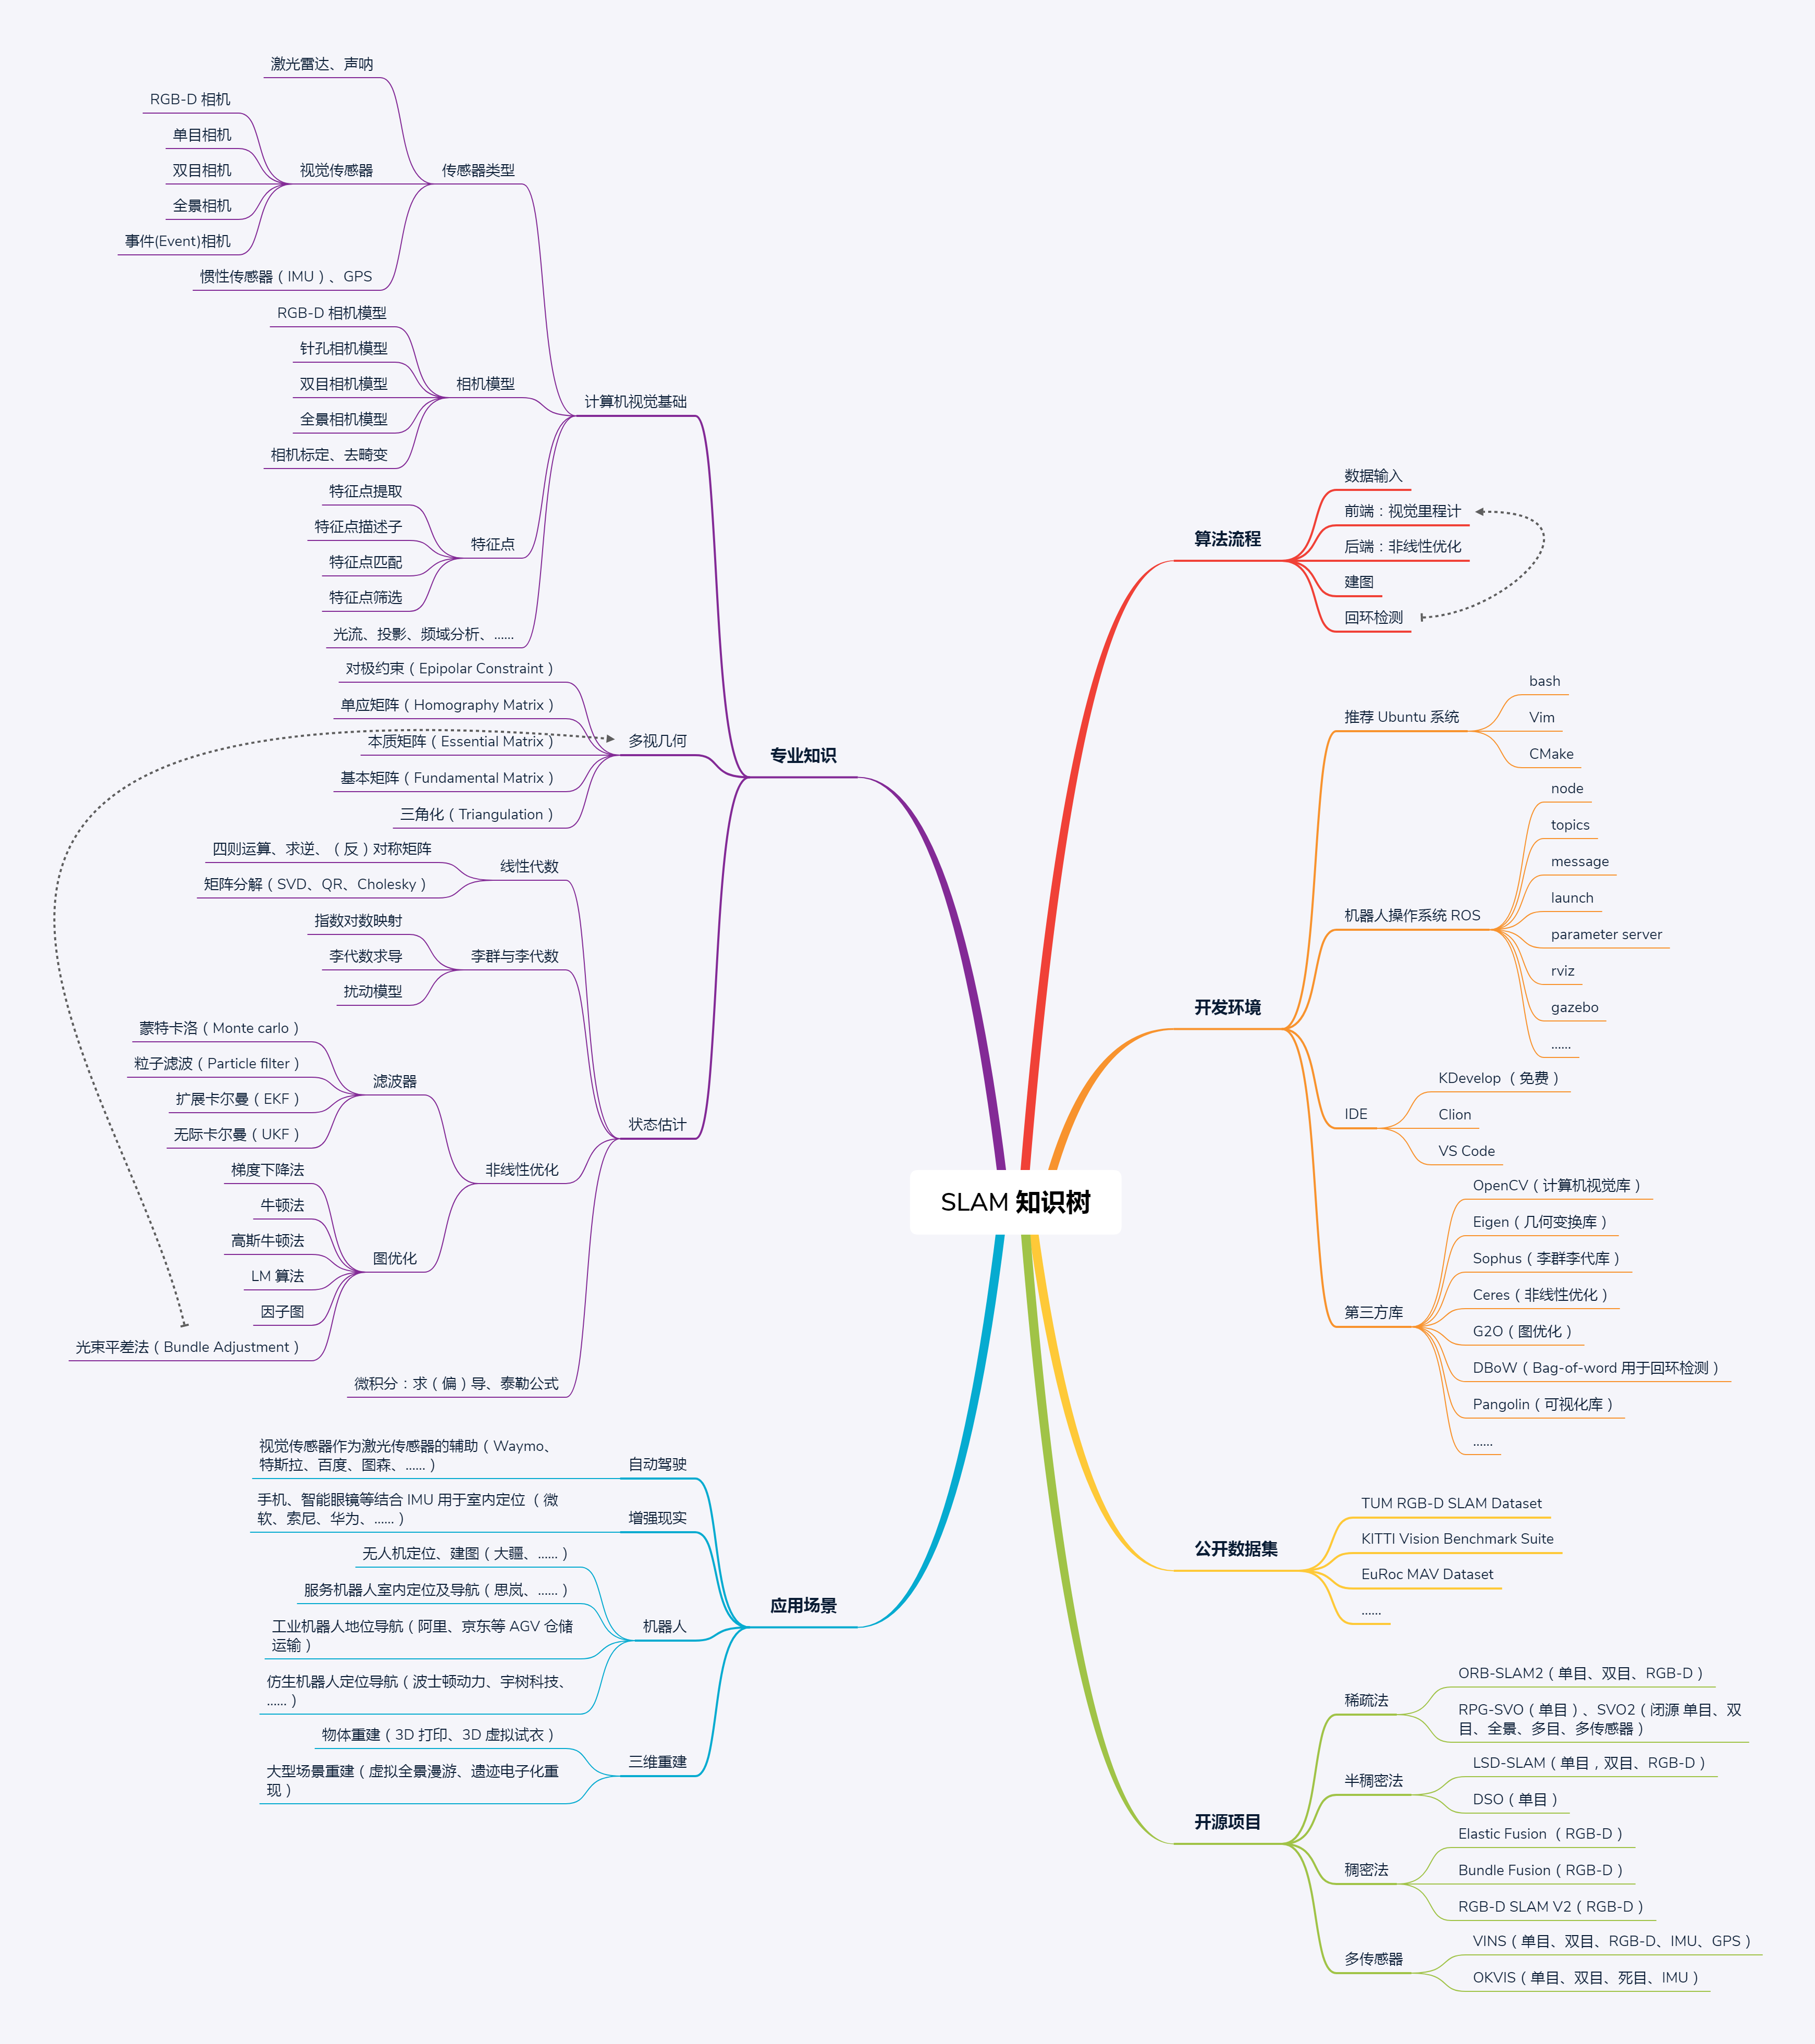 SLAM 知识树
算法流程
数据输入
前端：视觉里程计
后端：非线性优化
建图
回环检测
开发环境
推荐 Ubuntu 系统
bash
Vim
CMake
机器人操作系统 ROS
node
topics
message
launch
parameter server
rviz
gazebo
……
IDE
KDevelop （免费）
Clion
VS Code
第三方库
OpenCV（计算机视觉库）
Eigen（几何变换库）
Sophus（李群李代库）
Ceres（非线性优化）
G2O（图优化）
DBoW（Bag-of-word 用于回环检测）
Pangolin（可视化库）
……
公开数据集
TUM RGB-D SLAM Dataset
KITTI Vision Benchmark Suite
EuRoc MAV Dataset
……
开源项目
稀疏法
ORB-SLAM2（单目、双目、RGB-D）
RPG-SVO（单目）、SVO2（闭源 单目、双
目、全景、多目、多传感器）
半稠密法
LSD-SLAM（单目，双目、RGB-D）
DSO（单目）
稠密法
Elastic Fusion （RGB-D）
Bundle Fusion（RGB-D）
RGB-D SLAM V2（RGB-D）
多传感器
VINS（单目、双目、RGB-D、IMU、GPS）
OKVIS（单目、双目、死目、IMU）
专业知识
计算机视觉基础
传感器类型
激光雷达、声呐
视觉传感器
RGB-D 相机
单目相机
双目相机
全景相机
事件(Event)相机
惯性传感器（IMU）、GPS
相机模型
RGB-D 相机模型
针孔相机模型
双目相机模型
全景相机模型
相机标定、去畸变
特征点
特征点提取
特征点描述子
特征点匹配
特征点筛选
光流、投影、频域分析、……
多视几何
对极约束（Epipolar Constraint）
单应矩阵（Homography Matrix）
本质矩阵（Essential Matrix）
基本矩阵（Fundamental Matrix）
三角化（Triangulation）
状态估计
线性代数
四则运算、求逆、（反）对称矩阵
矩阵分解（SVD、QR、Cholesky）
李群与李代数
指数对数映射
李代数求导
扰动模型
非线性优化
滤波器
蒙特卡洛（Monte carlo）
粒子滤波（Particle filter）
扩展卡尔曼（EKF）
无际卡尔曼（UKF）
图优化
梯度下降法
牛顿法
高斯牛顿法
LM 算法
因子图
光束平差法（Bundle Adjustment）
微积分：求（偏）导、泰勒公式
应用场景
自动驾驶
视觉传感器作为激光传感器的辅助（Waymo、
特斯拉、百度、图森、……）
增强现实
手机、智能眼镜等结合 IMU 用于室内定位 （微
软、索尼、华为、……）
机器人
无人机定位、建图（大疆、……）
服务机器人室内定位及导航（思岚、……）
工业机器人地位导航（阿里、京东等 AGV 仓储
运输）
仿生机器人定位导航（波士顿动力、宇树科技、
……）
三维重建
物体重建（3D 打印、3D 虚拟试衣）
大型场景重建（虚拟全景漫游、遗迹电子化重
现）